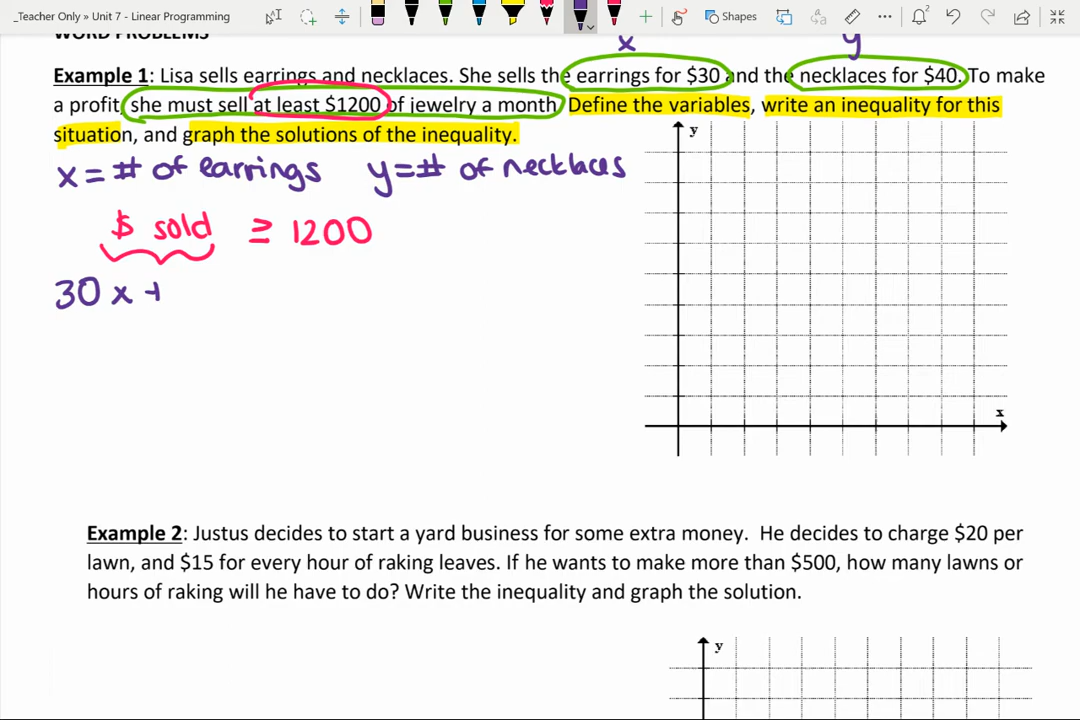 _Teacher Only » Unit 7 - Linear Programming
Shapes
WORD PROBLEMS
x y
Example 1: Lisa sells earrings and necklaces. She sells the earrings for $30 and the necklaces for $40. To make
a profit, she must sell at least $1200 of jewelry a month. Define the variables, write an inequality for this
situation, and graph the solutions of the inequality.
y
x = # of earrings y = # of necklaces
$ sold ≥ 1200
30 x +
x
Example 2: Justus decides to start a yard business for some extra money. He decides to charge $20 per
lawn, and $15 for every hour of raking leaves. If he wants to make more than $500, how many lawns or
hours of raking will he have to do? Write the inequality and graph the solution.
y